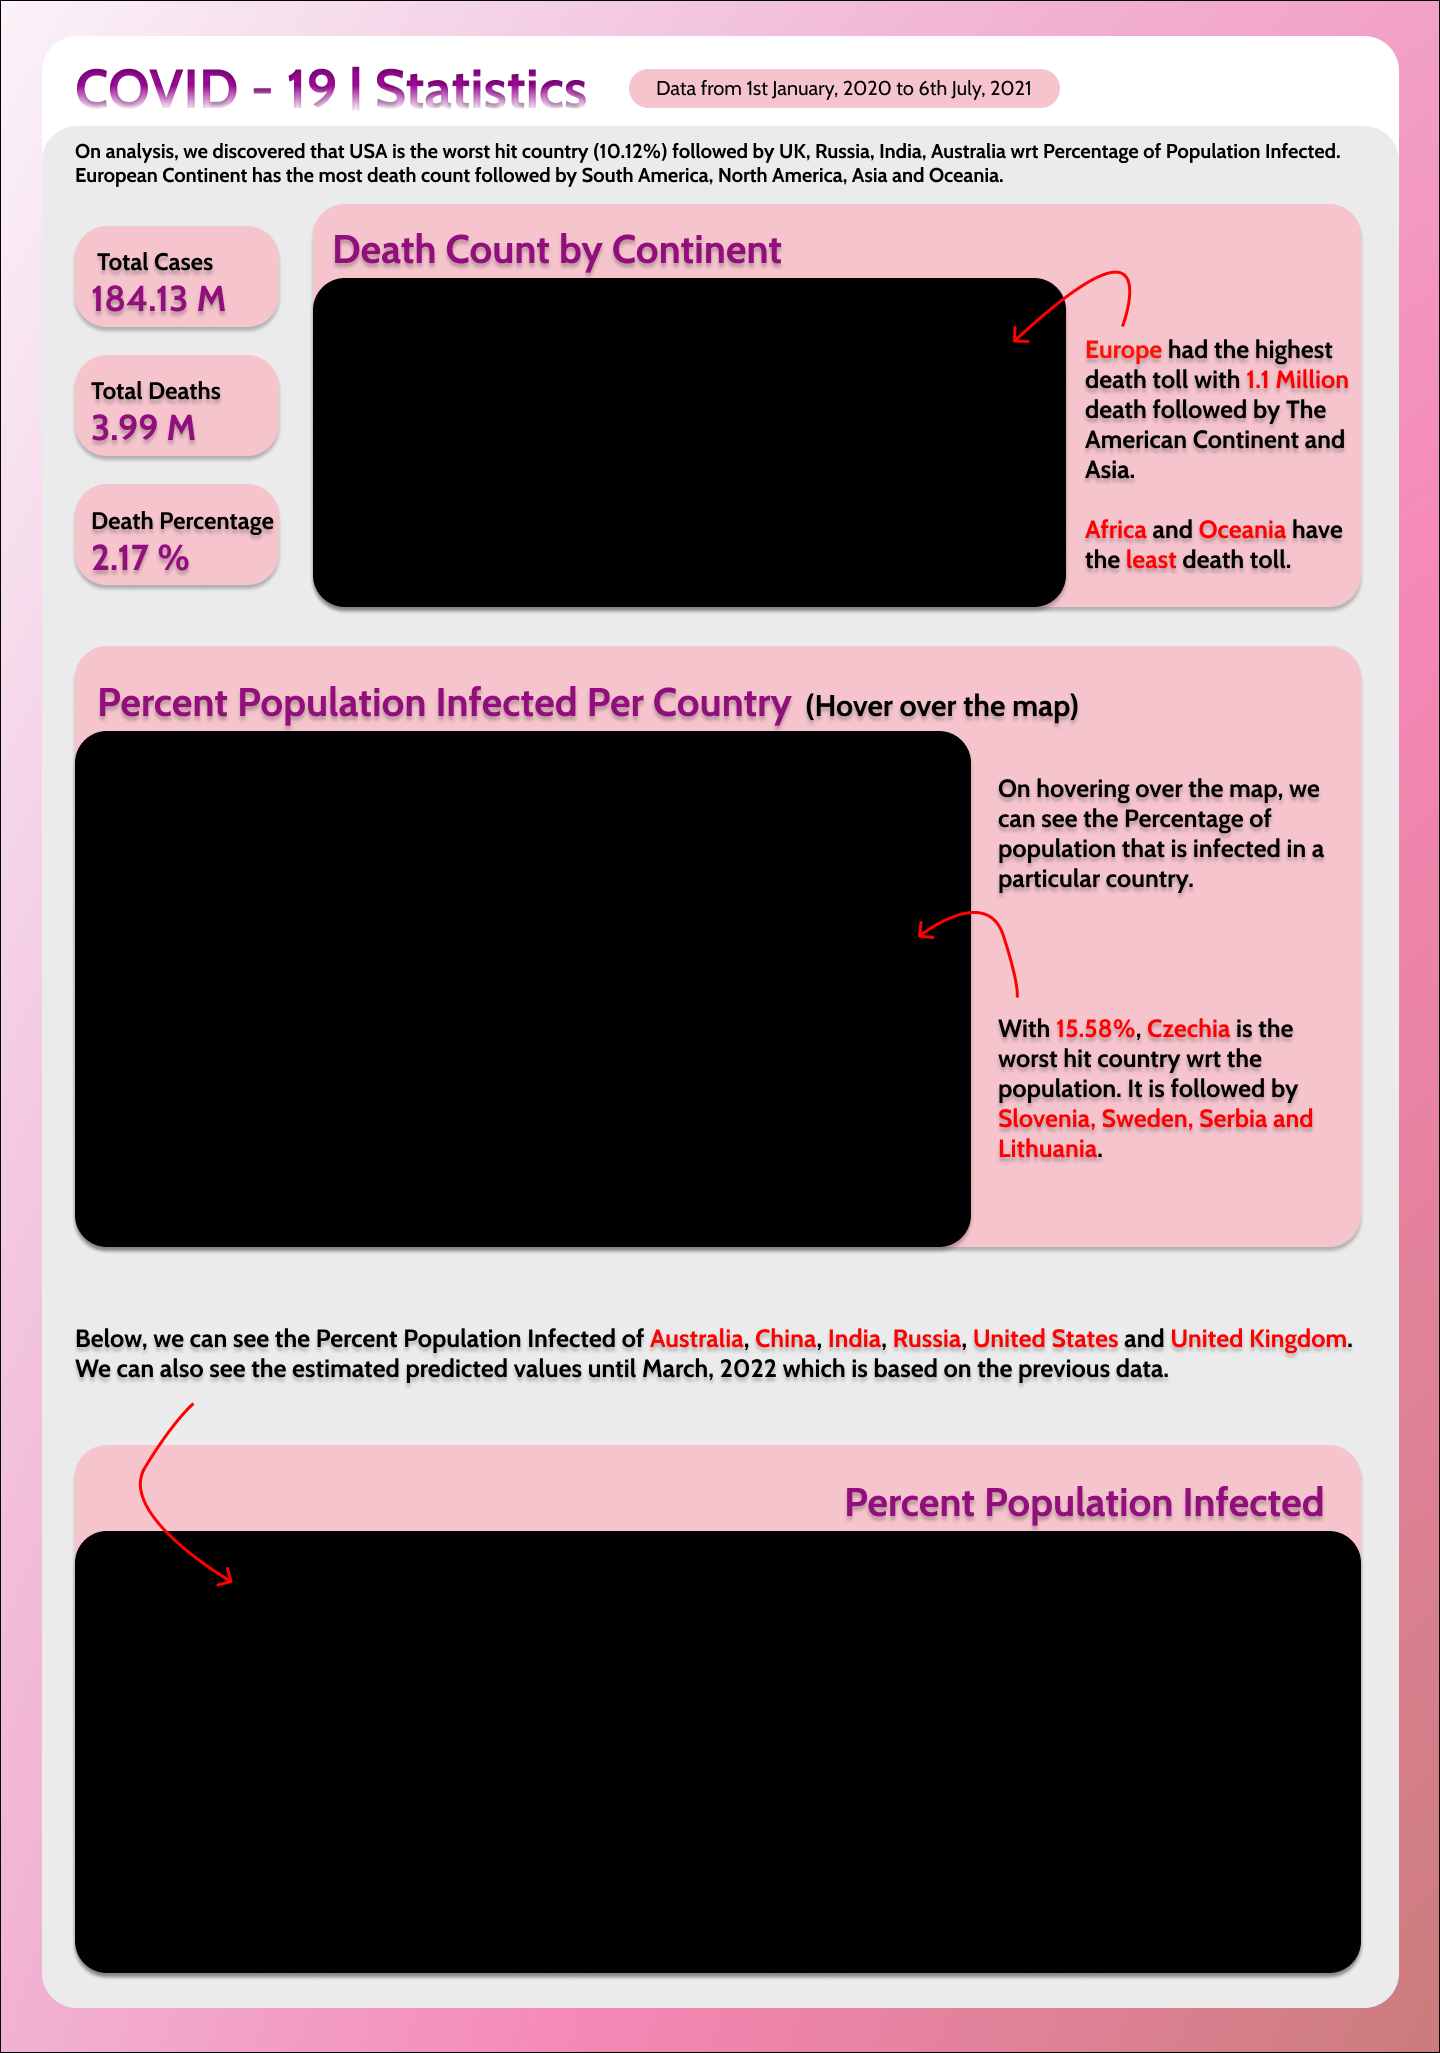 COVID - 19 | Statistics
Data from 1st January, 2020 to 6th July, 2021
On analysis, we discovered that USA is the worst hit country (10.12%) followed by UK, Russia, India, Australia wrt Percentage of Population Infected.
European Continent has the most death count followed by South America, North America, Asia and Oceania.
Total Cases
184.13 M
Total Deaths
3.99 M
Death Percentage
2.17 %
Death Count by Continent
Europe had the highest
death toll with 1.1 Million
death followed by The
American Continent and
Asia.
Africa and Oceania have
the least death toll.
Percent Population Infected Per Country (Hover over the map)
On hovering over the map, we
can see the Percentage of
population that is infected in a
particular country.
With 15.58%, Czechia is the
worst hit country wrt the
population. It is followed by
Slovenia, Sweden, Serbia and
Lithuania.
Below, we can see the Percent Population Infected of Australia, China, India, Russia, United States and United Kingdom.
We can also see the estimated predicted values until March, 2022 which is based on the previous data.
Percent Population Infected